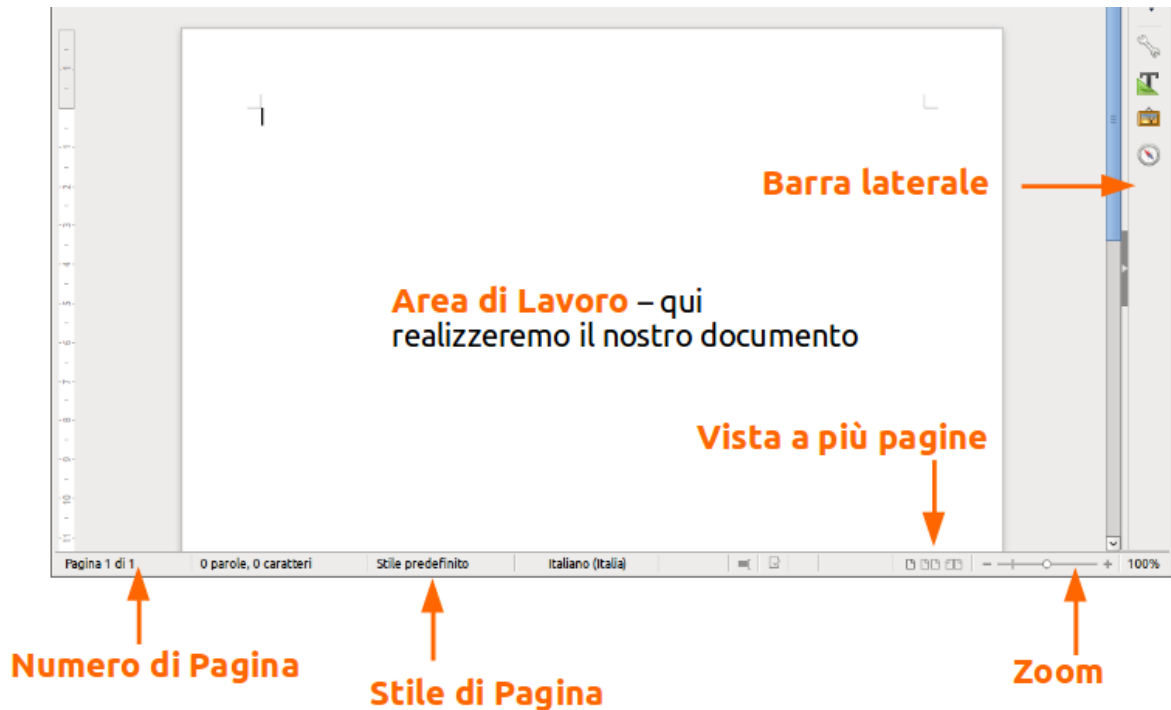 Barra laterale
Area di Lavoro – qui
realizzeremo il nostro documento
Vista a più pagine
Pagina 1 di 1
0 parole, 0 caratteri
Stile predefinito
Italiano (Italia)
100%
Numero di Pagina
Stile di Pagina
Zoom